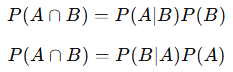 P(A ∩ B) = P(A|B)P(B)
P(A ∩ B) = P(B|A)P(A)